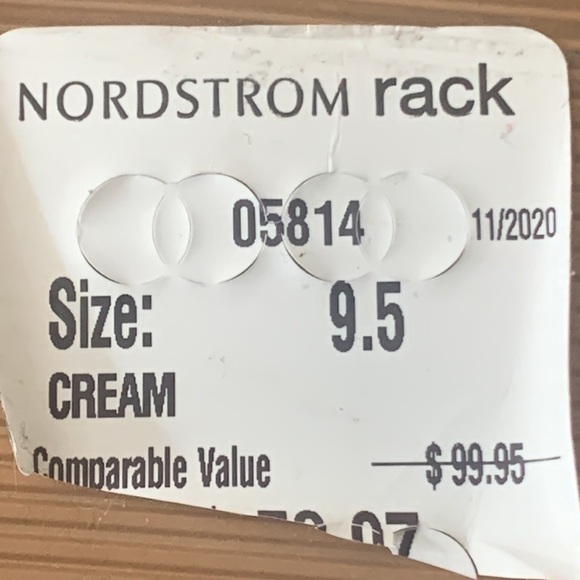 NORDSTROM rack
05814 11/2020
Size: 9.5
CREAM
Comparable Value $ 99.95